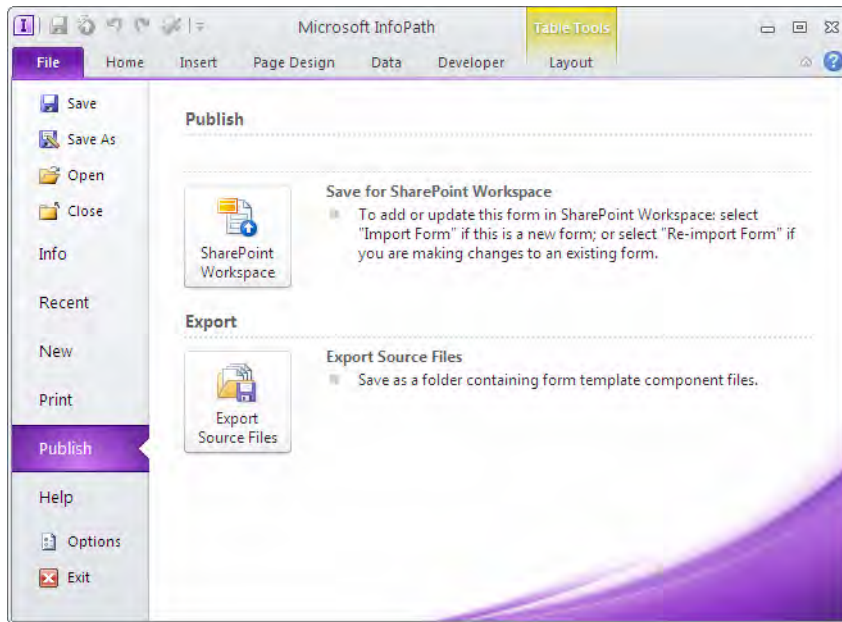 Microsoft InfoPath
Table Tools
File Home Insert Page Design Data Developer Layout
Save
Save As
Open
Close
Info
Recent
New
Print
Publish
Help
Options
Exit
Publish
SharePoint
Workspace
Save for SharePoint Workspace
To add or update this form in SharePoint Workspace: select
"Import Form" if this is a new form; or select "Re-import Form" if
you are making changes to an existing form.
Export
Export
Source Files
Export Source Files
Save as a folder containing form template component files.